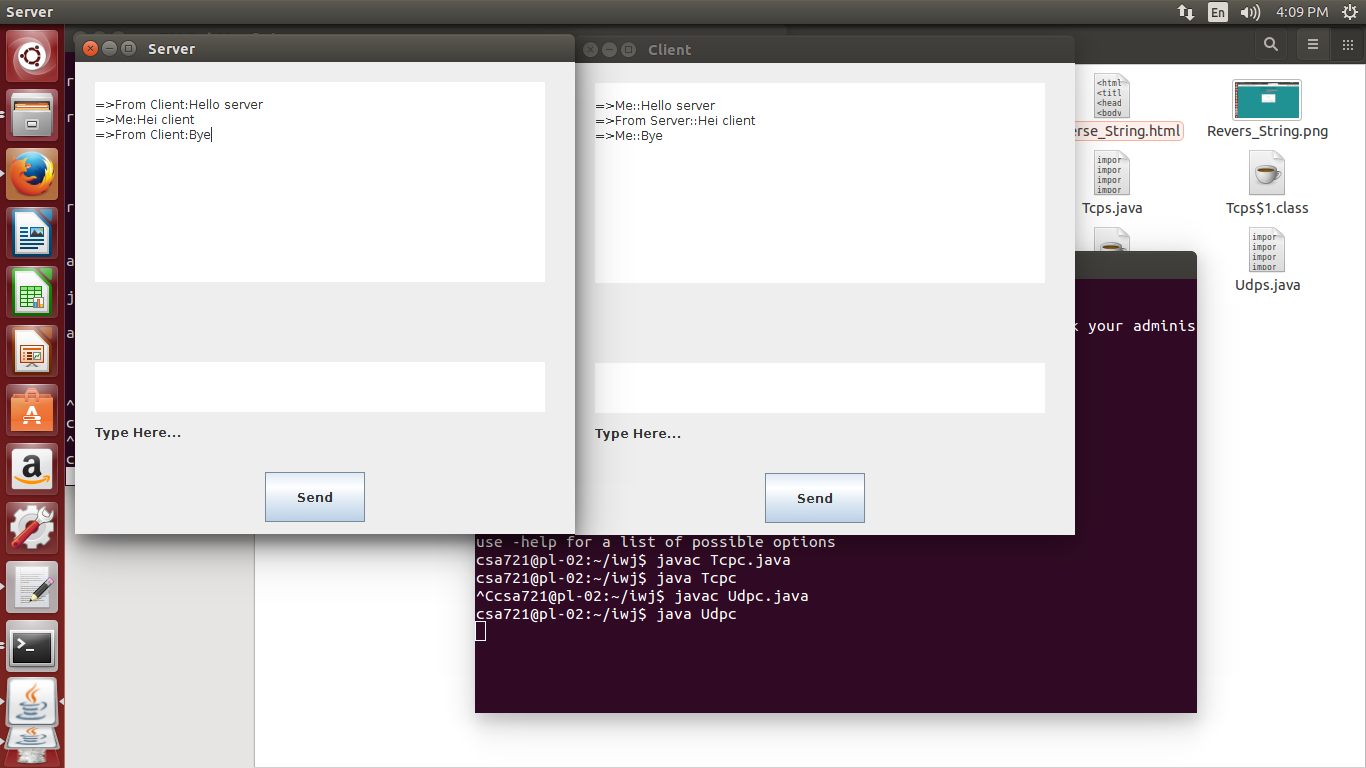 Server
En
4:09 PM
Server
=>From Client:Hello server
=>Me:Hei client
=>From Client:Bye
Type Here...
Send
Client
=>Me::Hello server
=>From Server::Hei client
=>Me::Bye
Type Here...
Send
<html
<titl
<head
<body
erse_String.html
Revers_String.png
impor
impor
impor
impor
Tcps.java
Tcps$1.class
impor
impor
impor
impor
Udps.java
your adminis
use -help for a list of possible options
csa721@pl-02:~/iwj$ javac Tcpc.java
csa721@pl-02:~/iwj$ java Tcpc
^Ccsa721@pl-02:~/iwj$ javac Udpc.java
csa721@pl-02:~/iwj$ java Udpc
r
r
r
a
j
a
^
c
^
c